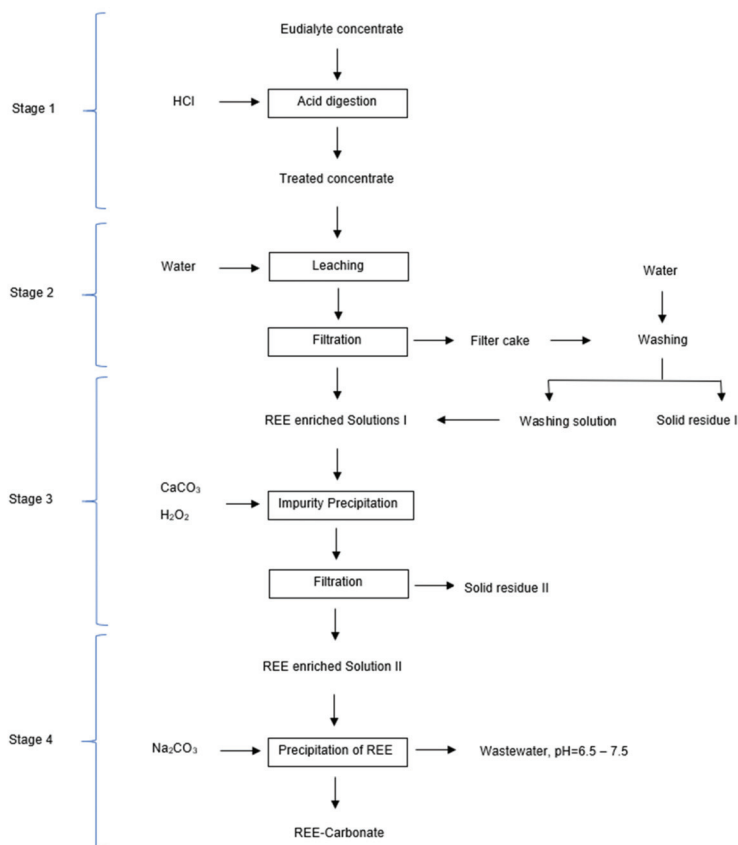 Eudialyte concentrate
Stage 1
HCl
Acid digestion
Treated concentrate
Stage 2
Water
Leaching
Water
Filtration
Filter cake
Washing
REE enriched Solutions I
Washing solution
Solid residue I
Stage 3
CaCO₃
H₂O₂
Impurity Precipitation
Filtration
Solid residue II
REE enriched Solution II
Stage 4
Na₂CO₃
Precipitation of REE
Wastewater, pH=6.5 – 7.5
REE-Carbonate